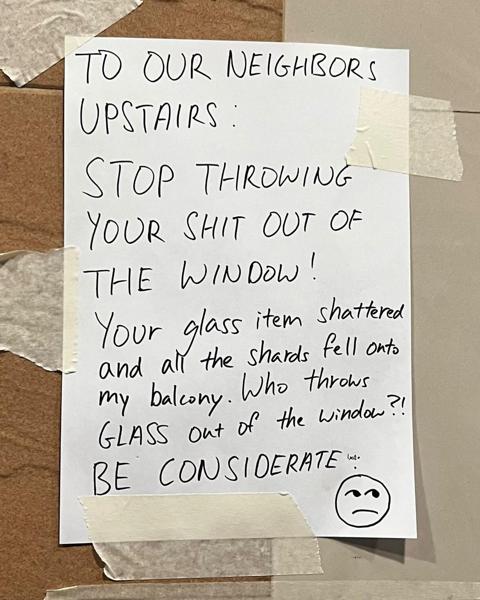 TO OUR NEIGHBORS
UPSTAIRS:
STOP THROWING
YOUR SHIT OUT OF
THE WINDOW!
Your glass item shattered
and all the shards fell onto
my balcony. Who throws
GLASS out of the window?!
BE CONSIDERATE